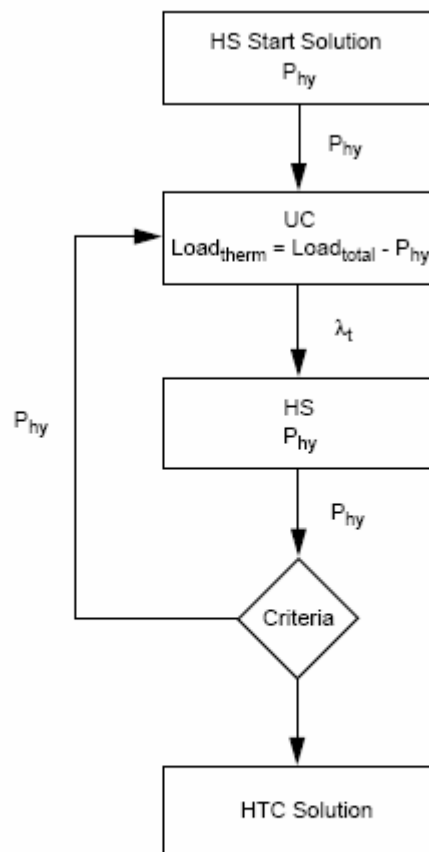 HS Start Solution
P_hy
P_hy
UC
Load_therm = Load_total - P_hy
λ_t
HS
P_hy
P_hy
P_hy
Criteria
HTC Solution